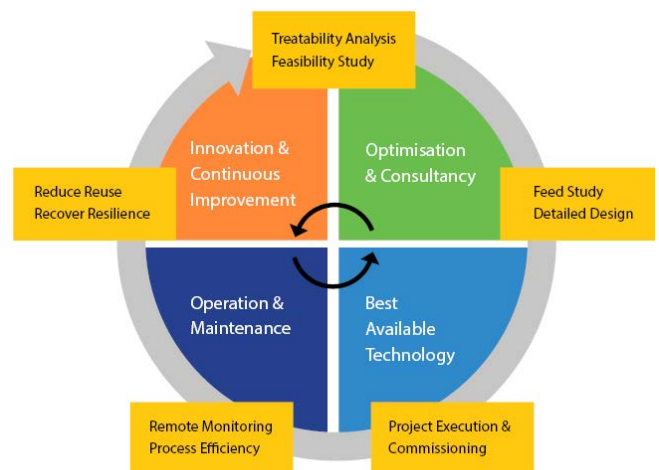 Treatability Analysis
Feasibility Study
Innovation &
Continuous
Improvement
Optimisation
& Consultancy
Reduce Reuse
Recover Resilience
Feed Study
Detailed Design
Operation &
Maintenance
Best
Available
Technology
Remote Monitoring
Process Efficiency
Project Execution &
Commissioning